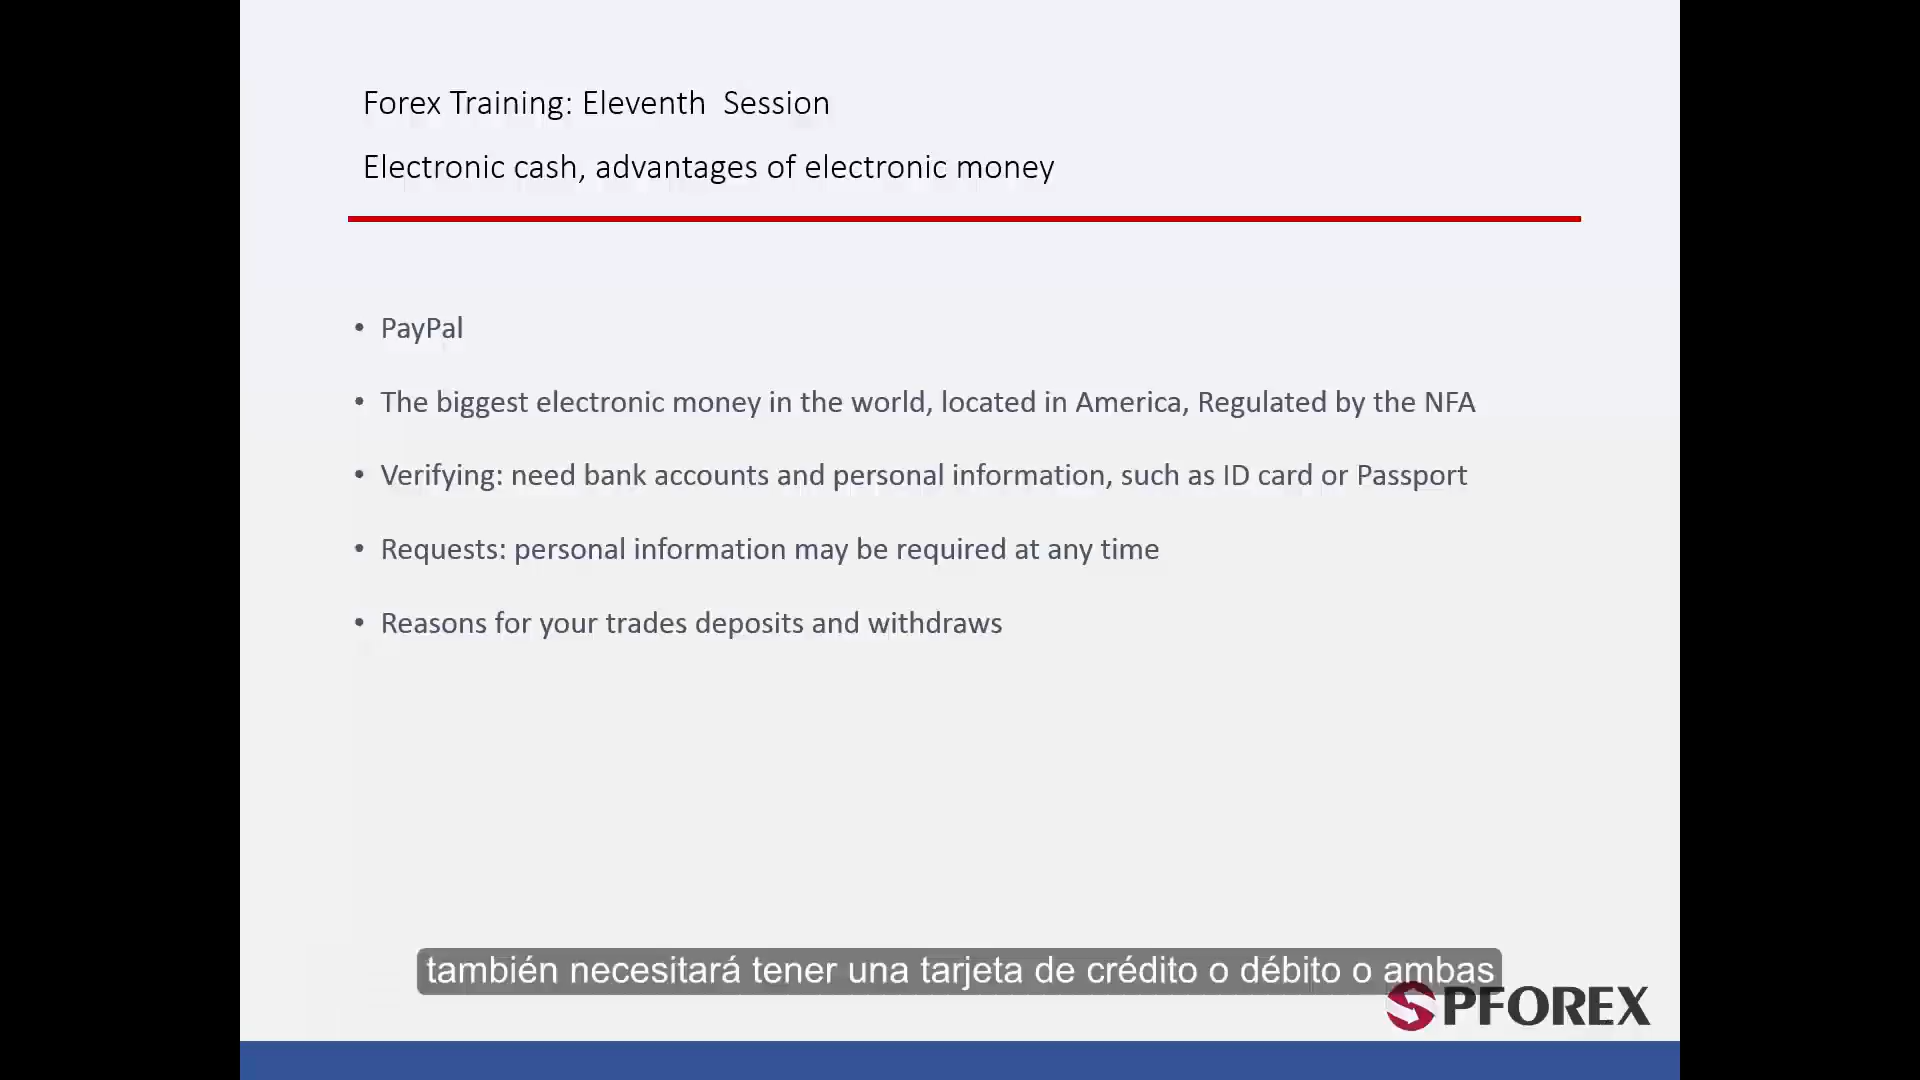 Forex Training: Eleventh Session
Electronic cash, advantages of electronic money
• PayPal
• The biggest electronic money in the world, located in America, Regulated by the NFA
• Verifying: need bank accounts and personal information, such as ID card or Passport
• Requests: personal information may be required at any time
• Reasons for your trades deposits and withdraws
también necesitará tener una tarjeta de crédito o débito o ambas
SPFOREX